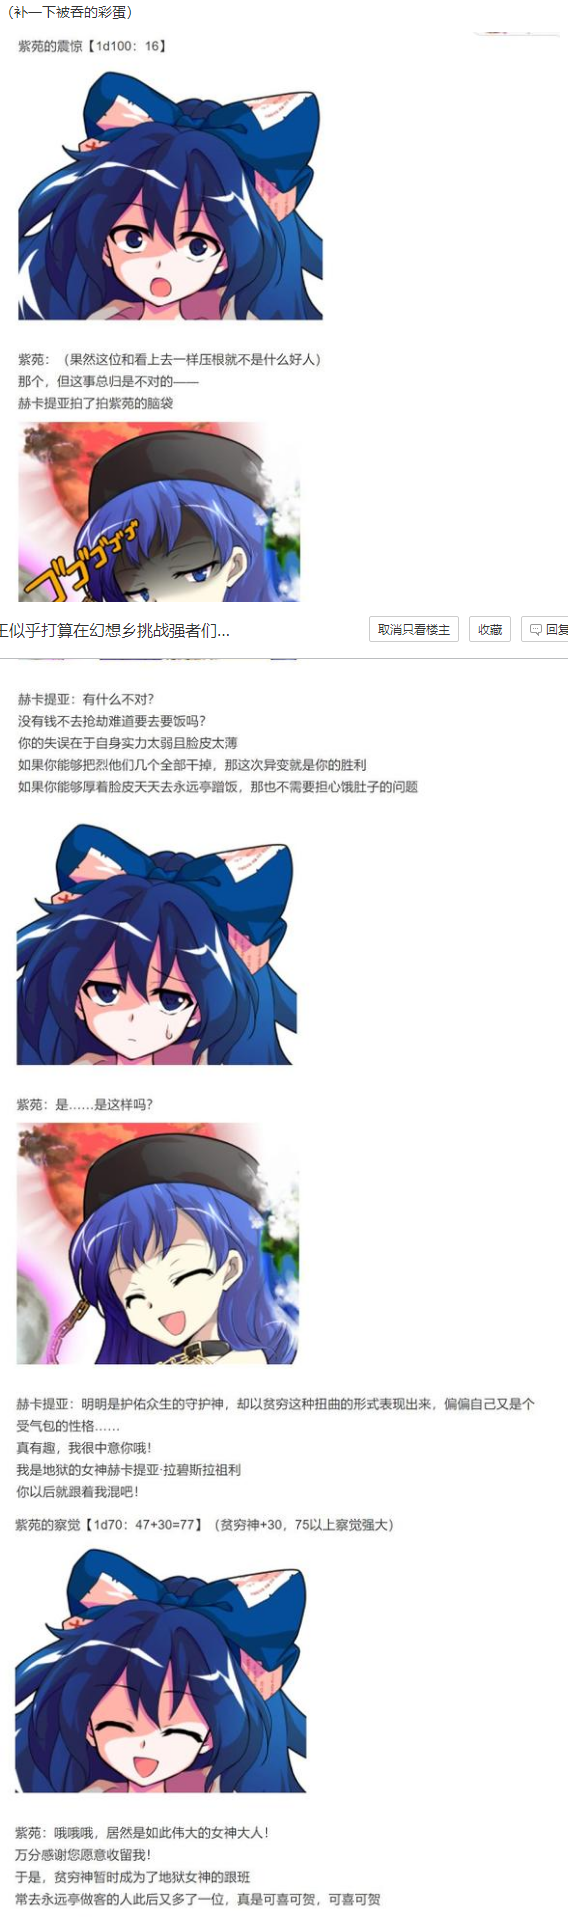 （补一下被吞的彩蛋）
紫苑的震惊【1d100：16】
紫苑：（果然这位和看上去一样压根就不是什么好人）
那个，但这事总归是不对的——
赫卡提亚拍了拍紫苑的脑袋
ゴゴゴゴゴゴ
王似乎打算在幻想乡挑战强者们...
取消只看楼主
收藏
回复
赫卡提亚：有什么不对？
没有钱不去抢劫难道要去要饭吗？
你的失误在于自身实力太弱且脸皮太薄
如果你能够把烈他们几个全部干掉，那这次异变就是你的胜利
如果你能够厚着脸皮天天去永远亭蹭饭，那也不需要担心饿肚子的问题
紫苑：是……是这样吗？
赫卡提亚：明明是护佑众生的守护神，却以贫穷这种扭曲的形式表现出来，偏偏自己又是个
受气包的性格……
真有趣，我很中意你哦！
我是地狱的女神赫卡提亚·拉碧斯拉祖利
你以后就跟着我混吧！
紫苑的察觉【1d70：47+30=77】（贫穷神+30，75以上察觉强大）
紫苑：哦哦哦，居然是如此伟大的女神大人！
万分感谢您愿意收留我！
于是，贫穷神暂时成为了地狱女神的跟班
常去永远亭做客的人此后又多了一位，真是可喜可贺，可喜可贺